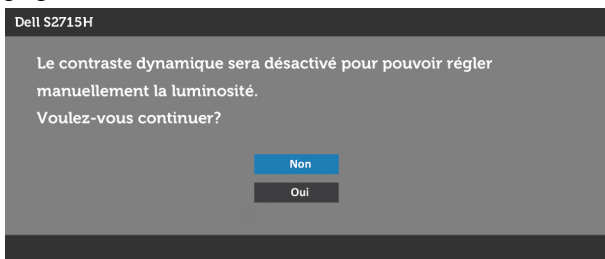 Dell S2715H
Le contraste dynamique sera désactivé pour pouvoir régler
manuellement la luminosité.
Voulez-vous continuer?
Non
Oui